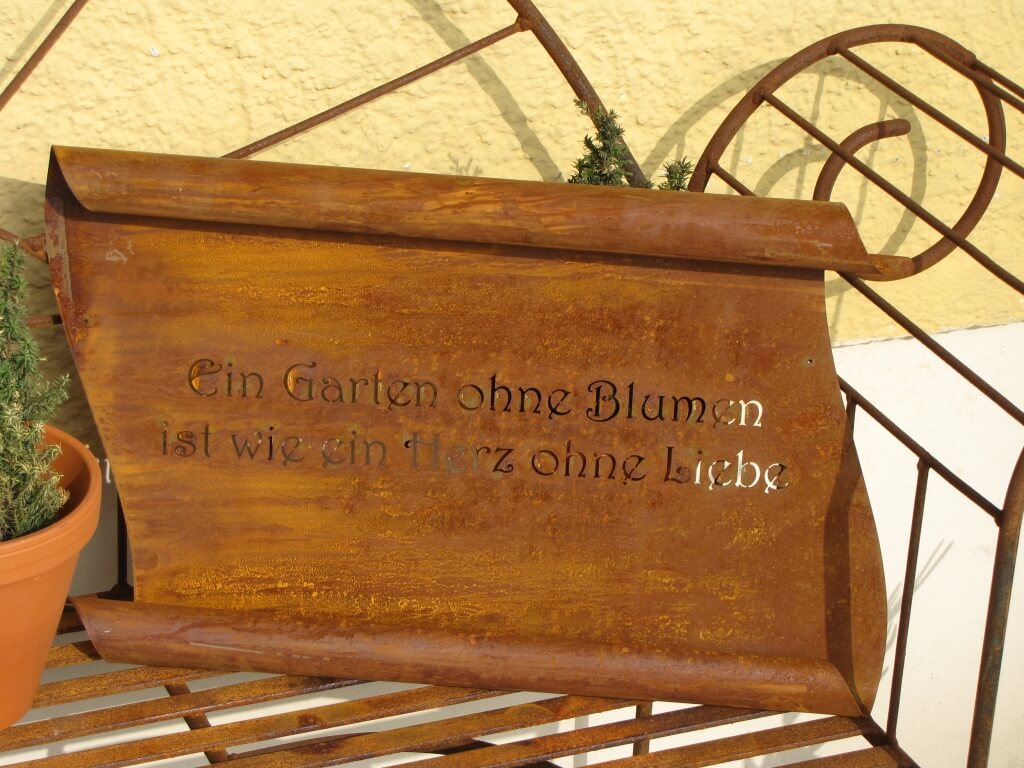 Ein Garten ohne Blumen
ist wie ein Herz ohne Liebe